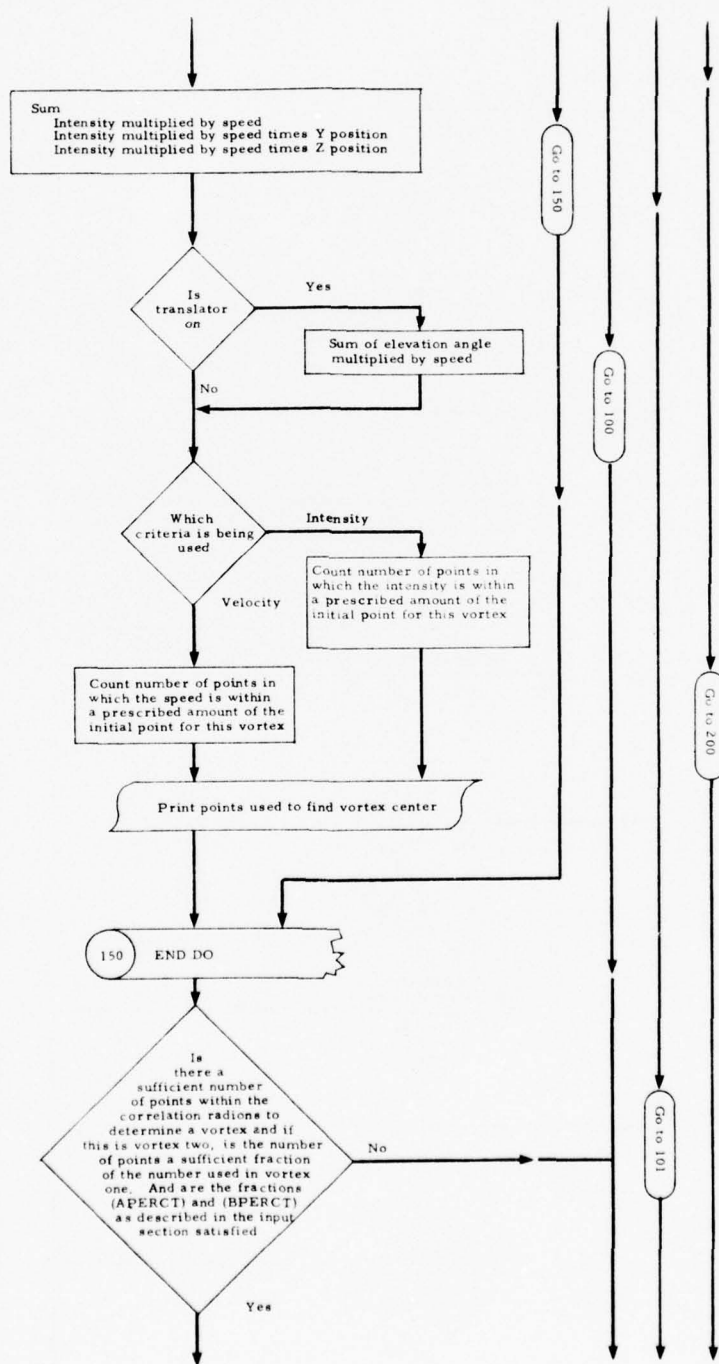 Sum
Intensity multiplied by speed
Intensity multiplied by speed times Y position
Intensity multiplied by speed times Z position
Go to 150
Is
translator
on
Yes
Sum of elevation angle
multiplied by speed
No
Go to 100
Which
criteria is being
used
Intensity
Count number of points in
which the intensity is within
a prescribed amount of the
initial point for this vortex
Velocity
Count number of points in
which the speed is within
a prescribed amount of the
initial point for this vortex
Go to 200
Print points used to find vortex center
150 END DO
Is
there a
sufficient number
of points within the
correlation radions to
determine a vortex and if
this is vortex two, is the number
of points a sufficient fraction
of the number used in vortex
one. And are the fractions
(APERCT) and (BPERCT)
as described in the input
section satisfied
No
Go to 101
Yes